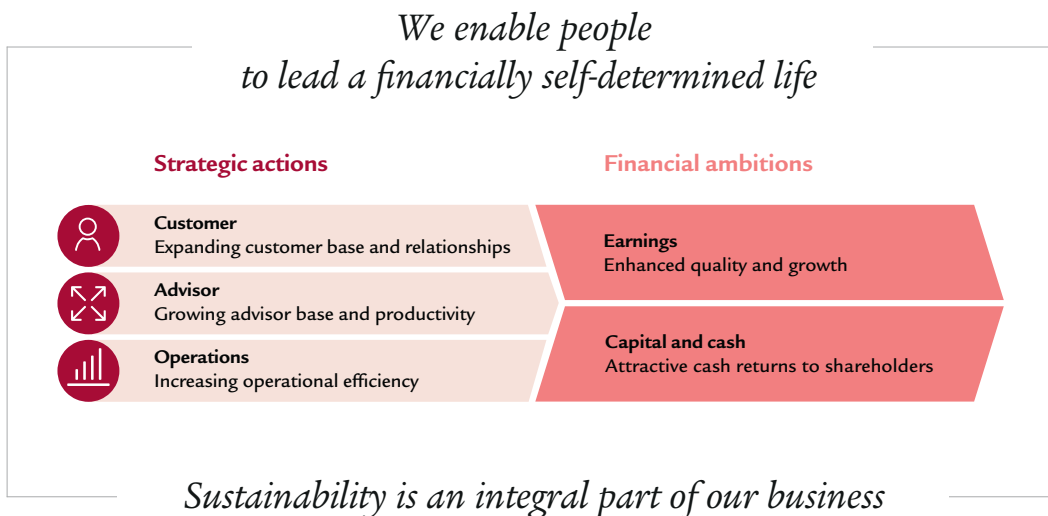 We enable people
to lead a financially self-determined life
Strategic actions
Financial ambitions
Customer
Expanding customer base and relationships
Advisor
Growing advisor base and productivity
Operations
Increasing operational efficiency
Earnings
Enhanced quality and growth
Capital and cash
Attractive cash returns to shareholders
Sustainability is an integral part of our business